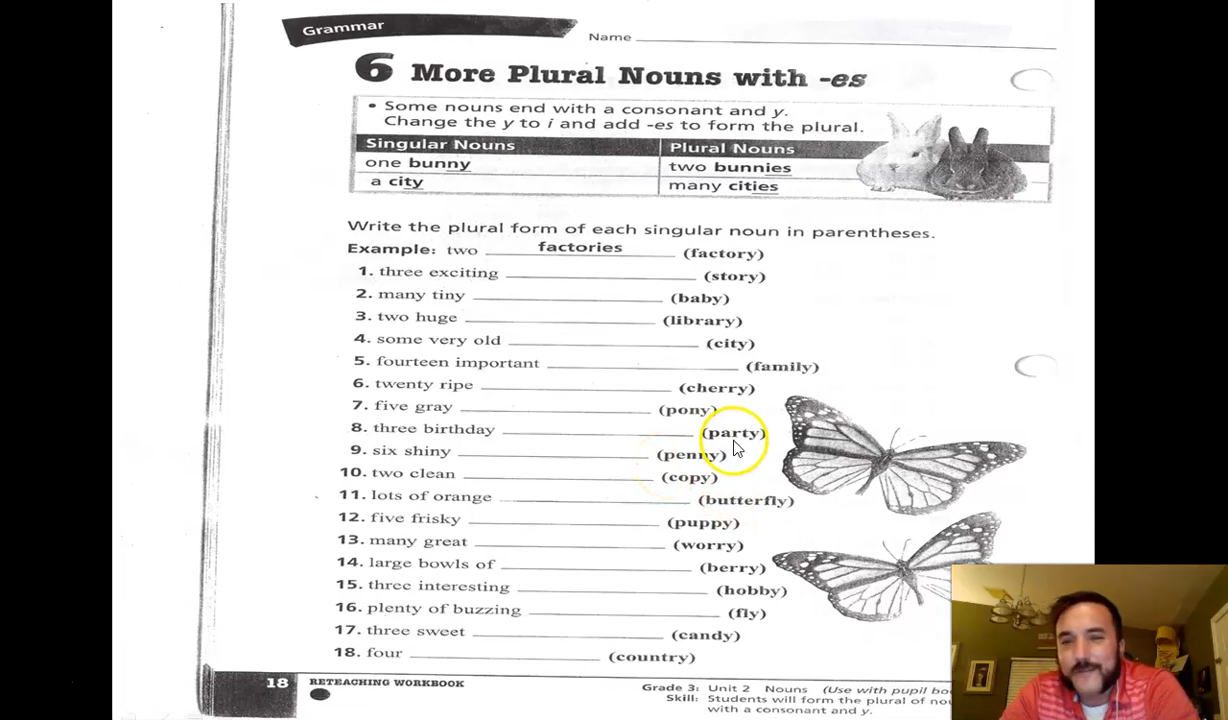 Grammar
Name
6 More Plural Nouns with -es
• Some nouns end with a consonant and y.
Change the y to i and add -es to form the plural.
Singular Nouns Plural Nouns
one bunny two bunnies
a city many cities
Write the plural form of each singular noun in parentheses.
Example: two factories (factory)
1. three exciting (story)
2. many tiny (baby)
3. two huge (library)
4. some very old (city)
5. fourteen important (family)
6. twenty ripe (cherry)
7. five gray (pony)
8. three birthday (party)
9. six shiny (penny)
10. two clean (copy)
11. lots of orange (butterfly)
12. five frisky (puppy)
13. many great (worry)
14. large bowls of (berry)
15. three interesting (hobby)
16. plenty of buzzing (fly)
17. three sweet (candy)
18. four (country)
18 RETEACHING WORKBOOK
Grade 3: Unit 2 Nouns (Use with pupil
Skill: Students will form the plural of
with a consonant and y.